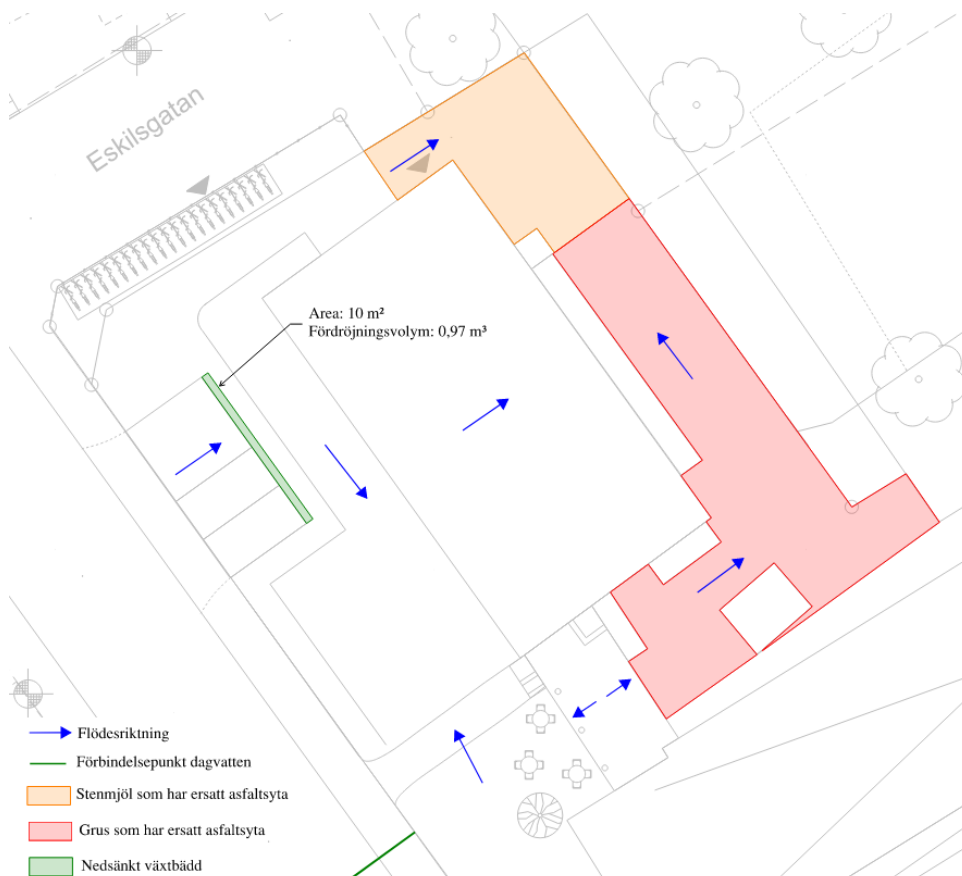 Eskilsgatan
Area: 10 m²
Fördröjningsvolym: 0,97 m³
Flödesriktning
Förbindelsepunkt dagvatten
Stenmjöl som har ersatt asfaltsyta
Grus som har ersatt asfaltsyta
Nedsänkt växtbädd